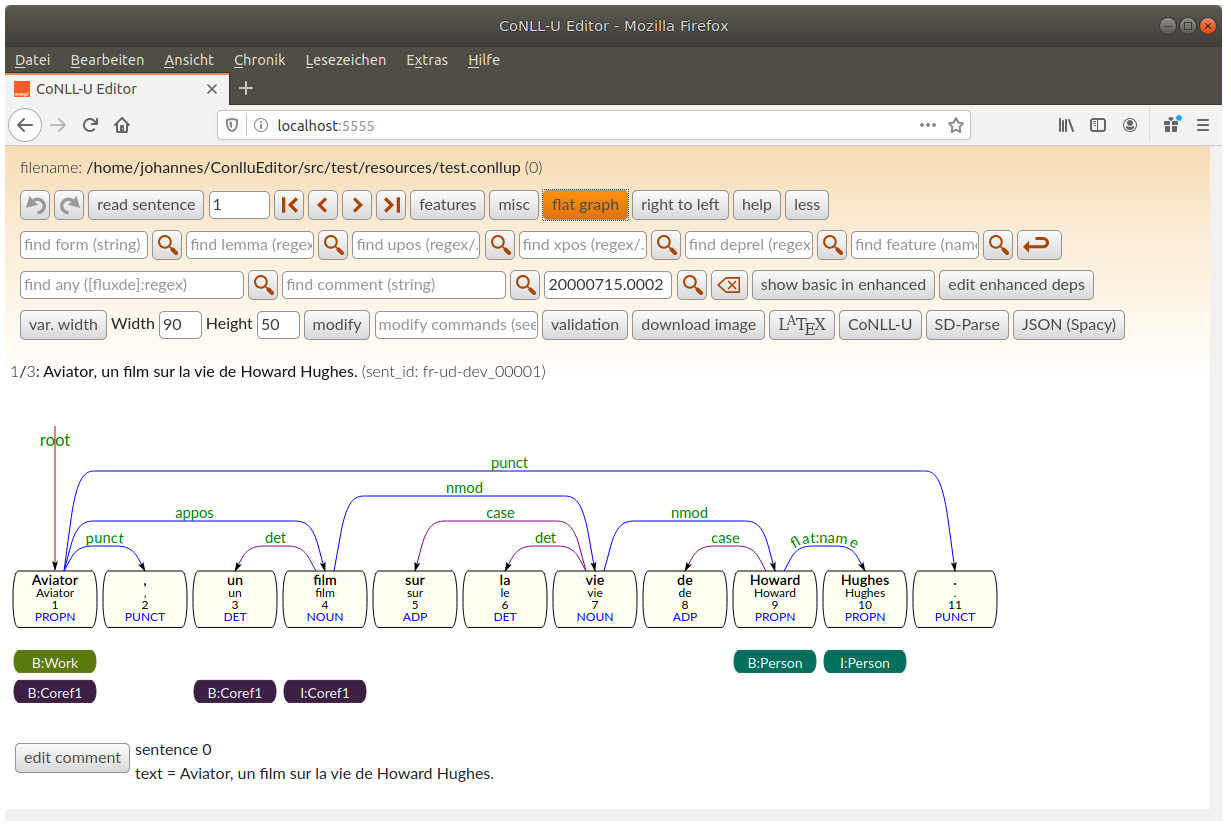 CoNLL-U Editor - Mozilla Firefox
Datei Bearbeiten Ansicht Chronik Lesezeichen Extras Hilfe
CoNLL-U Editor
localhost:5555
filename: /home/johannes/ConlluEditor/src/test/resources/test.conllup (0)
read sentence 1 features misc flat graph right to left help less
find form (string) find lemma (regex find upos (regex/. find xpos (regex/. find deprel (regex find feature (nam
find any ([fluxde]:regex) find comment (string) 20000715.0002 show basic in enhanced edit enhanced deps
var. width Width 90 Height 50 modify modify commands (see validation download image LATEX CoNLL-U SD-Parse JSON (Spacy)
1/3: Aviator, un film sur la vie de Howard Hughes. (sent_id: fr-ud-dev_00001)
root
punct
nmod
appos case nmod
punct det det case flat:name
Aviator , un film sur la vie de Howard Hughes .
Aviator , un film sur le vie de Howard Hughes .
1 2 3 4 5 6 7 8 9 10 11
PROPN PUNCT DET NOUN ADP DET NOUN ADP PROPN PROPN PUNCT
B:Work B:Person I:Person
B:Coref1 B:Coref1 I:Coref1
edit comment sentence 0
text = Aviator, un film sur la vie de Howard Hughes.